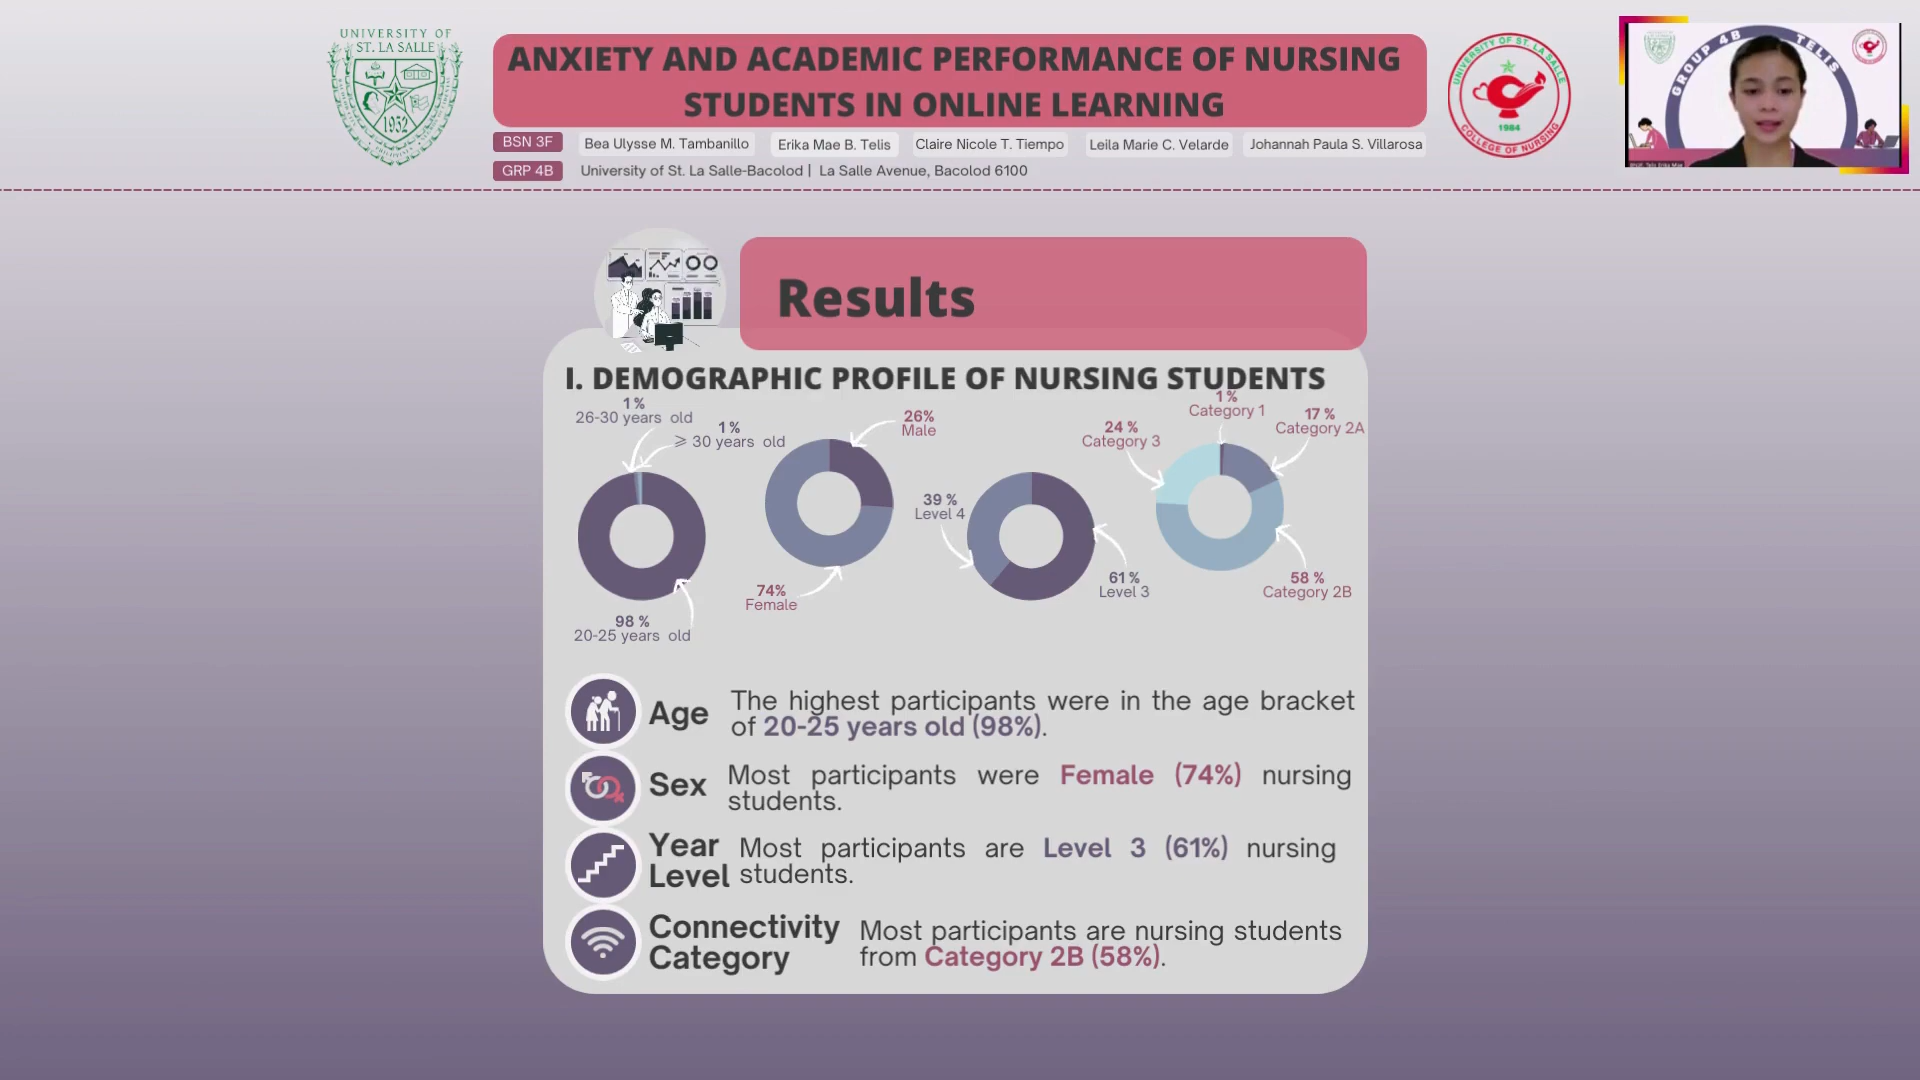 UNIVERSITY OF
ST. LA SALLE
1952
ANXIETY AND ACADEMIC PERFORMANCE OF NURSING
STUDENTS IN ONLINE LEARNING
BSN 3F
Bea Ulysse M. Tambanillo
Erika Mae B. Telis
Claire Nicole T. Tiempo
Leila Marie C. Velarde
Johannah Paula S. Villarosa
GRP 4B
University of St. La Salle-Bacolod | La Salle Avenue, Bacolod 6100
UNIVERSITY OF ST. LA SALLE
1984
COLLEGE OF NURSING
GROUP 4B TELIS
Results
I. DEMOGRAPHIC PROFILE OF NURSING STUDENTS
1 %
26-30 years old
1 %
⩾ 30 years old
98 %
20-25 years old
26%
Male
74%
Female
39 %
Level 4
61 %
Level 3
24 %
Category 3
1 %
Category 1
17 %
Category 2A
58 %
Category 2B
Age
The highest participants were in the age bracket
of 20-25 years old (98%).
Sex
Most participants were Female (74%) nursing
students.
Year
Level
Most participants are Level 3 (61%) nursing
students.
Connectivity
Category
Most participants are nursing students
from Category 2B (58%).